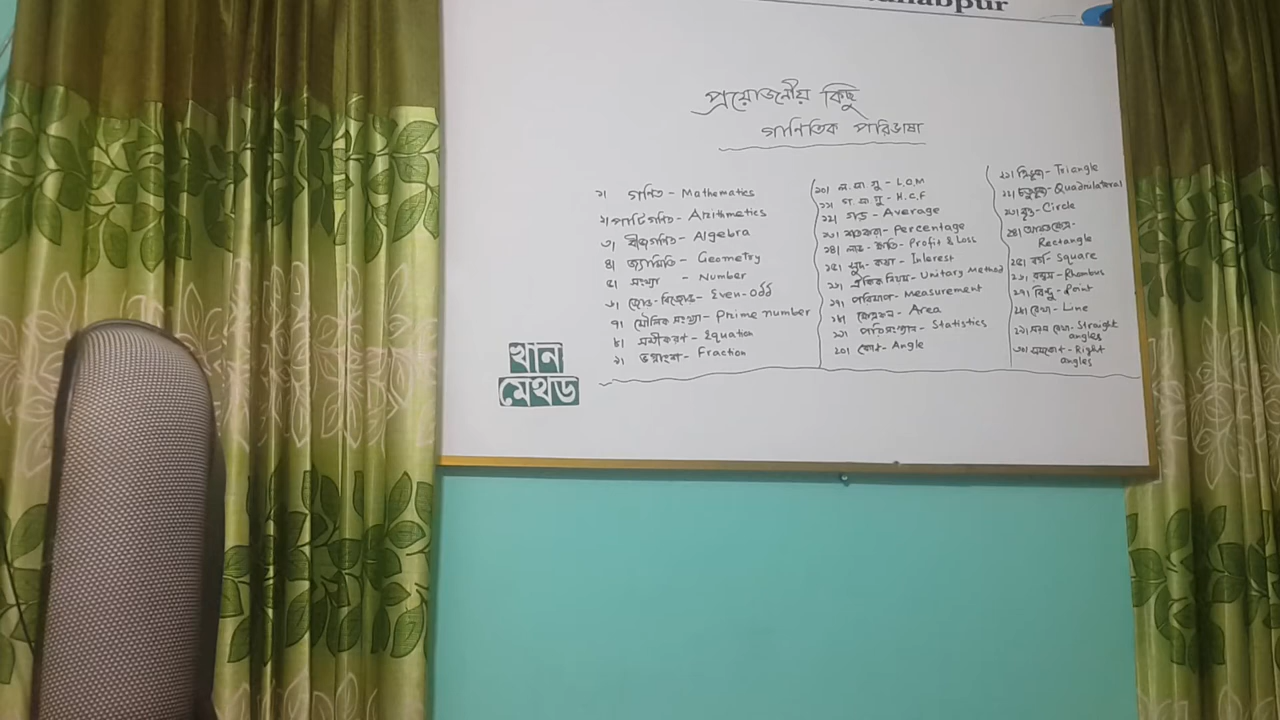 প্রয়োজনীয় কিছু
গাণিতিক পারিভাষা
১। গণিত - Mathematics
২। পাটিগণিত - Arithmetics
৩। বীজগণিত - Algebra
৪। জ্যামিতি - Geometry
৫। সংখ্যা - Number
৬। জোড়-বিজোড় - Even-Odd
৭। মৌলিক সংখ্যা - Prime number
৮। সমীকরণ - Equation
৯। ভগ্নাংশ - Fraction
১০। ল.সা.গু - L.O.M
১১। গ.সা.গু - H.C.F
১২। গড় - Average
১৩। শতকরা - Percentage
১৪। লাভ - ক্ষতি - Profit & Loss
১৫। সুদ - কষা - Interest
১৬। ঐকিক নিয়ম - Unitary Method
১৭। পরিমাপ - Measurement
১৮। ক্ষেত্রফল - Area
১৯। পরিসংখ্যান - Statistics
২০। কোণ - Angle
২১। ত্রিভুজ - Triangle
২২। চতুর্ভুজ - Quadrilateral
২৩। বৃত্ত - Circle
২৪। আয়তক্ষেত্র -
Rectangle
২৫। বর্গ - Square
২৬। রম্বস - Rhombus
২৭। বিন্দু - Point
২৮। রেখা - Line
২৯। সরল কোণ - Straight
angles
৩০। সমকোণ - Right
angles
খান
মেথড